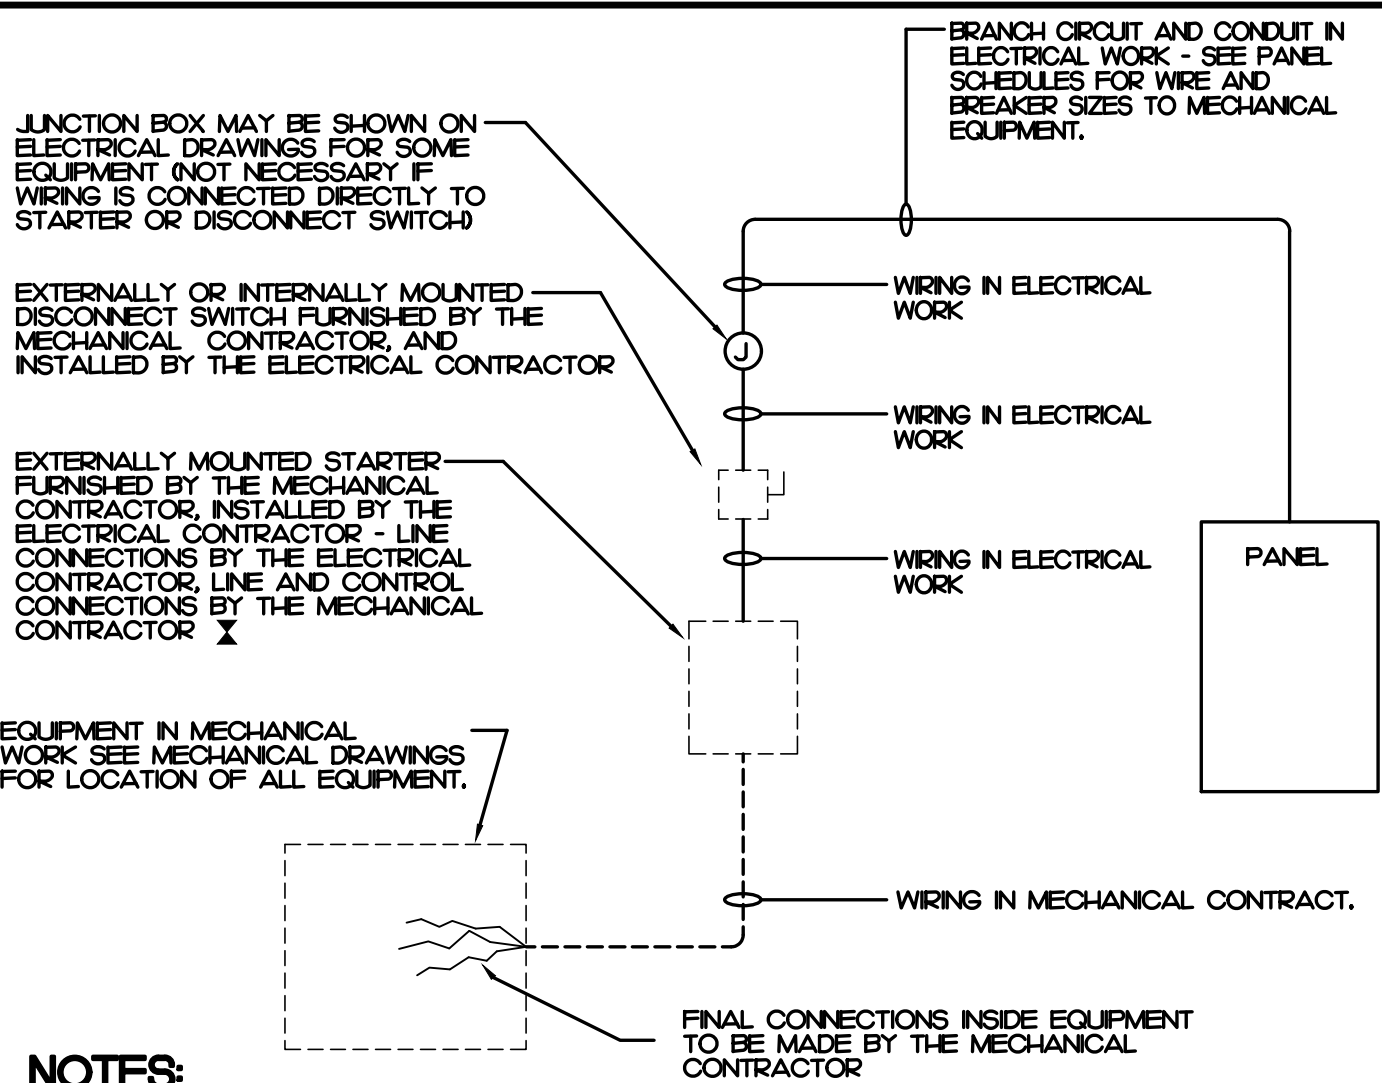 BRANCH CIRCUIT AND CONDUIT IN
ELECTRICAL WORK - SEE PANEL
SCHEDULES FOR WIRE AND
BREAKER SIZES TO MECHANICAL
EQUIPMENT.
JUNCTION BOX MAY BE SHOWN ON
ELECTRICAL DRAWINGS FOR SOME
EQUIPMENT (NOT NECESSARY IF
WIRING IS CONNECTED DIRECTLY TO
STARTER OR DISCONNECT SWITCH)
WIRING IN ELECTRICAL
WORK
EXTERNALLY OR INTERNALLY MOUNTED
DISCONNECT SWITCH FURNISHED BY THE
MECHANICAL CONTRACTOR, AND
INSTALLED BY THE ELECTRICAL CONTRACTOR
J
WIRING IN ELECTRICAL
WORK
EXTERNALLY MOUNTED STARTER
FURNISHED BY THE MECHANICAL
CONTRACTOR, INSTALLED BY THE
ELECTRICAL CONTRACTOR - LINE
CONNECTIONS BY THE ELECTRICAL
CONTRACTOR, LINE AND CONTROL
CONNECTIONS BY THE MECHANICAL
CONTRACTOR
WIRING IN ELECTRICAL
WORK
PANEL
EQUIPMENT IN MECHANICAL
WORK SEE MECHANICAL DRAWINGS
FOR LOCATION OF ALL EQUIPMENT.
WIRING IN MECHANICAL CONTRACT.
FINAL CONNECTIONS INSIDE EQUIPMENT
TO BE MADE BY THE MECHANICAL
CONTRACTOR
NOTES: